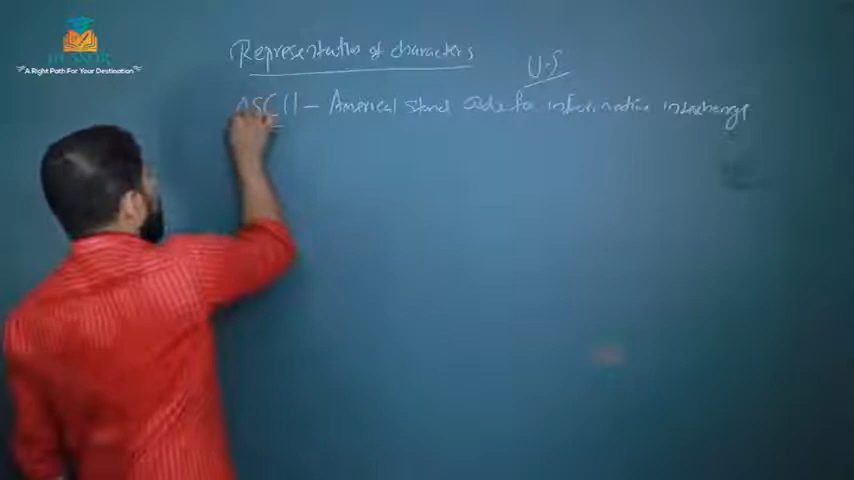 A Right Path For Your Destination
Representation of characters
U.S
ASCII - American stand code for information interchange